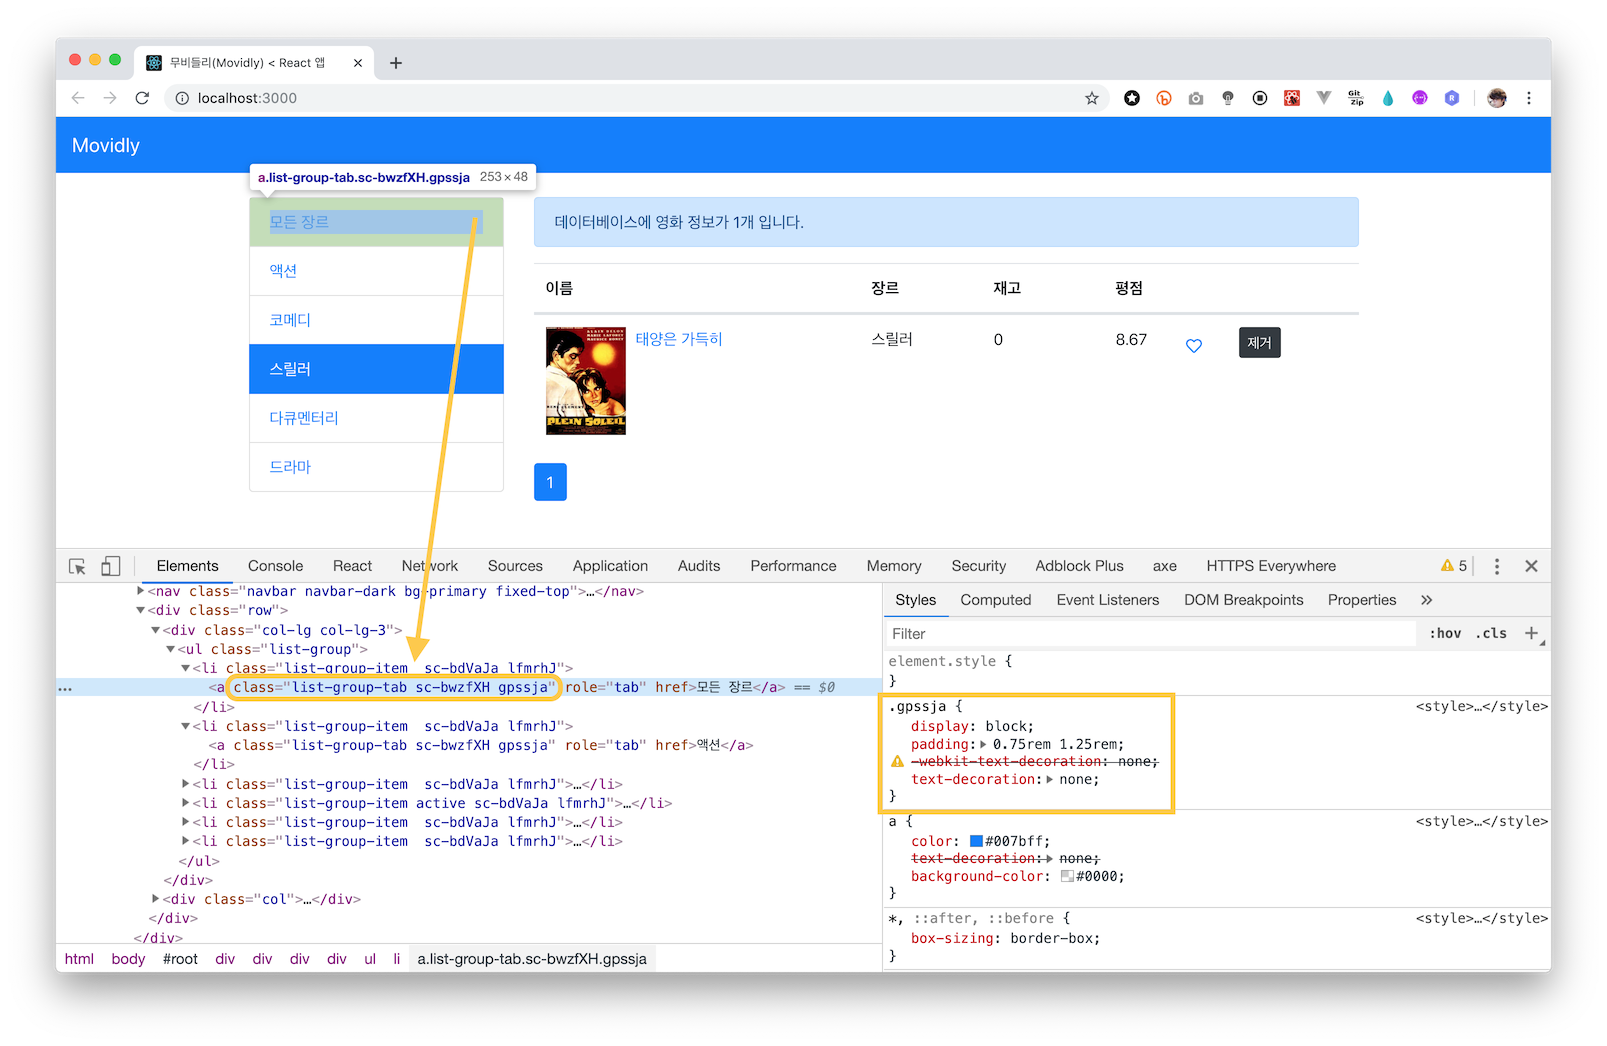 무비들리(Movidly) < React 앱
localhost:3000
Git Zip
R
Movidly
a.list-group-tab.sc-bwzfXH.gpssja 253 × 48
모든 장르
액션
코메디
스릴러
다큐멘터리
드라마
데이터베이스에 영화 정보가 1개 입니다.
이름 장르 재고 평점
태양은 가득히 스릴러 0 8.67 제거
ALAIN DELON
MARIE LAFORET
MAURICE RONET
PLEIN SOLEIL
1
Elements Console React Network Sources Application Audits Performance Memory Security Adblock Plus axe HTTPS Everywhere 5
<nav class="navbar navbar-dark bg-primary fixed-top">…</nav>
<div class="row">
<div class="col-lg col-lg-3">
<ul class="list-group">
<li class="list-group-item  sc-bdVaJa lfmrhJ">
<a class="list-group-tab sc-bwzfXH gpssja" role="tab" href>모든 장르</a> == $0
</li>
<li class="list-group-item  sc-bdVaJa lfmrhJ">
<a class="list-group-tab sc-bwzfXH gpssja" role="tab" href>액션</a>
</li>
<li class="list-group-item  sc-bdVaJa lfmrhJ">…</li>
<li class="list-group-item active sc-bdVaJa lfmrhJ">…</li>
<li class="list-group-item  sc-bdVaJa lfmrhJ">…</li>
<li class="list-group-item  sc-bdVaJa lfmrhJ">…</li>
</ul>
</div>
<div class="col">…</div>
</div>
</div>
html body #root div div div div ul li a.list-group-tab.sc-bwzfXH.gpssja
Styles Computed Event Listeners DOM Breakpoints Properties »
Filter :hov .cls +
element.style {
}
.gpssja { <style>…</style>
display: block;
padding: 0.75rem 1.25rem;
-webkit-text-decoration: none;
text-decoration: none;
}
a { <style>…</style>
color: #007bff;
text-decoration: none;
background-color: #0000;
}
*, ::after, ::before { <style>…</style>
box-sizing: border-box;
}